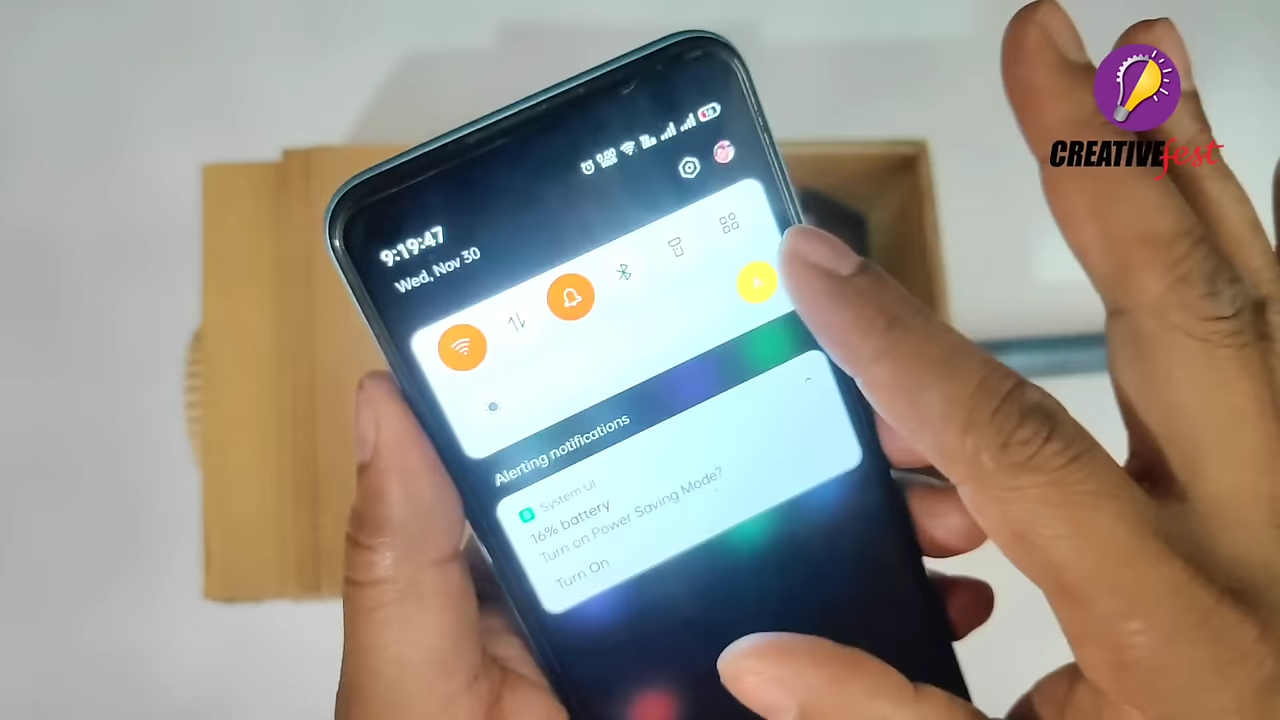 CREATIVEfest
16
9:19:47
Wed, Nov 30
Alerting notifications
System UI
16% battery
Turn on Power Saving Mode?
Turn On